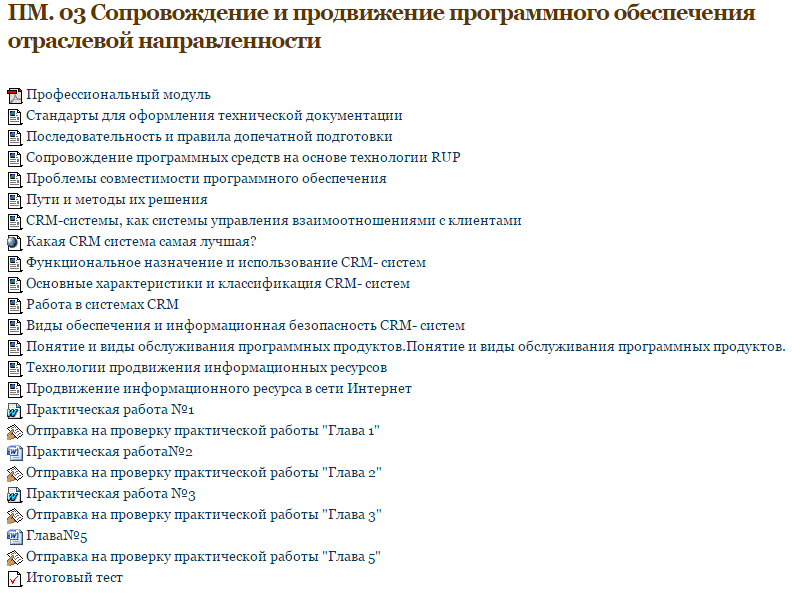 ПМ. 03 Сопровождение и продвижение программного обеспечения
отраслевой направленности
Профессиональный модуль
Стандарты для оформления технической документации
Последовательность и правила допечатной подготовки
Сопровождение программных средств на основе технологии RUP
Проблемы совместимости программного обеспечения
Пути и методы их решения
CRM-системы, как системы управления взаимоотношениями с клиентами
Какая CRM система самая лучшая?
Функциональное назначение и использование CRM- систем
Основные характеристики и классификация CRM- систем
Работа в системах CRM
Виды обеспечения и информационная безопасность CRM- систем
Понятие и виды обслуживания программных продуктов.Понятие и виды обслуживания программных продуктов.
Технологии продвижения информационных ресурсов
Продвижение информационного ресурса в сети Интернет
Практическая работа №1
Отправка на проверку практической работы "Глава 1"
Практическая работа№2
Отправка на проверку практической работы "Глава 2"
Практическая работа №3
Отправка на проверку практической работы "Глава 3"
Глава№5
Отправка на проверку практической работы "Глава 5"
Итоговый тест